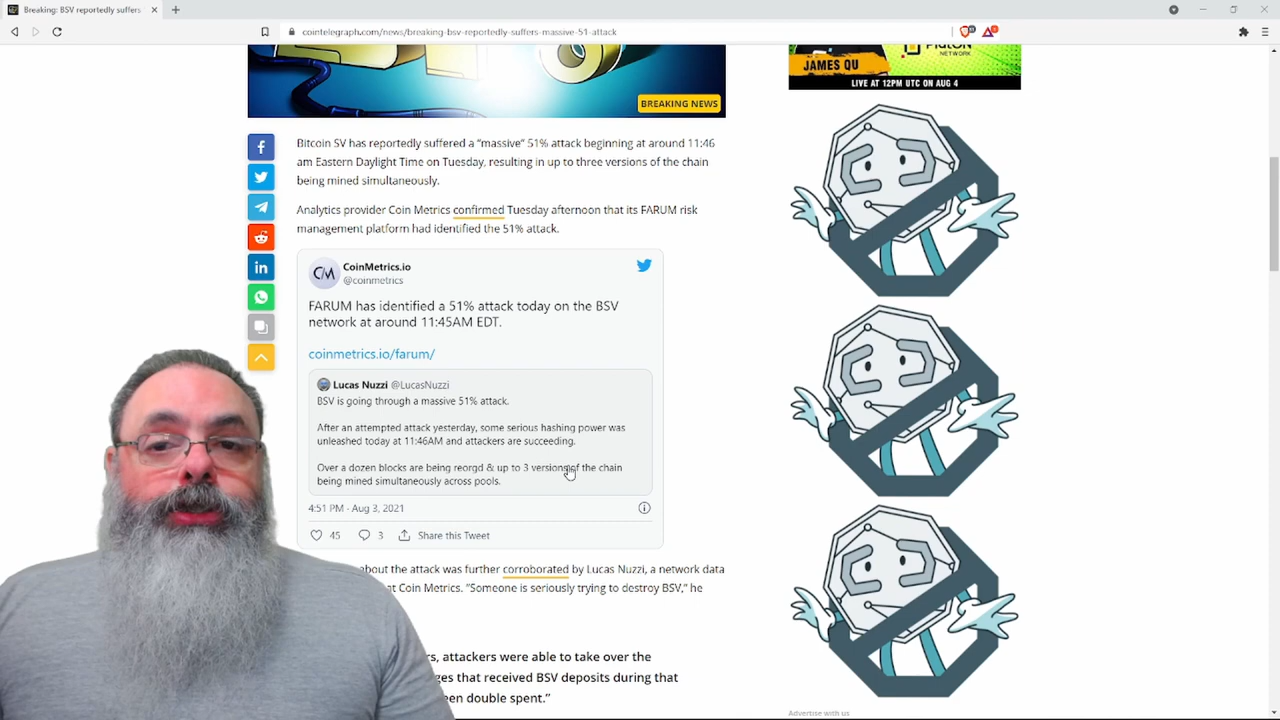 Breaking: BSV reportedly suffers
cointelegraph.com/news/breaking-bsv-reportedly-suffers-massive-51-attack
BREAKING NEWS
NETWORK
JAMES QU
LIVE AT 12PM UTC ON AUG 4
Bitcoin SV has reportedly suffered a “massive“ 51% attack beginning at around 11:46
am Eastern Daylight Time on Tuesday, resulting in up to three versions of the chain
being mined simultaneously.
Analytics provider Coin Metrics confirmed Tuesday afternoon that its FARUM risk
management platform had identified the 51% attack.
CM
CoinMetrics.io
@coinmetrics
FARUM has identified a 51% attack today on the BSV
network at around 11:45AM EDT.
coinmetrics.io/farum/
Lucas Nuzzi @LucasNuzzi
BSV is going through a massive 51% attack.
After an attempted attack yesterday, some serious hashing power was
unleashed today at 11:46AM and attackers are succeeding.
Over a dozen blocks are being reorgd & up to 3 versions of the chain
being mined simultaneously across pools.
4:51 PM - Aug 3, 2021
45 3 Share this Tweet
about the attack was further corroborated by Lucas Nuzzi, a network data
Coin Metrics. “Someone is seriously trying to destroy BSV,” he
attackers were able to take over the
that received BSV deposits during that
double spent.”
Advertise with us